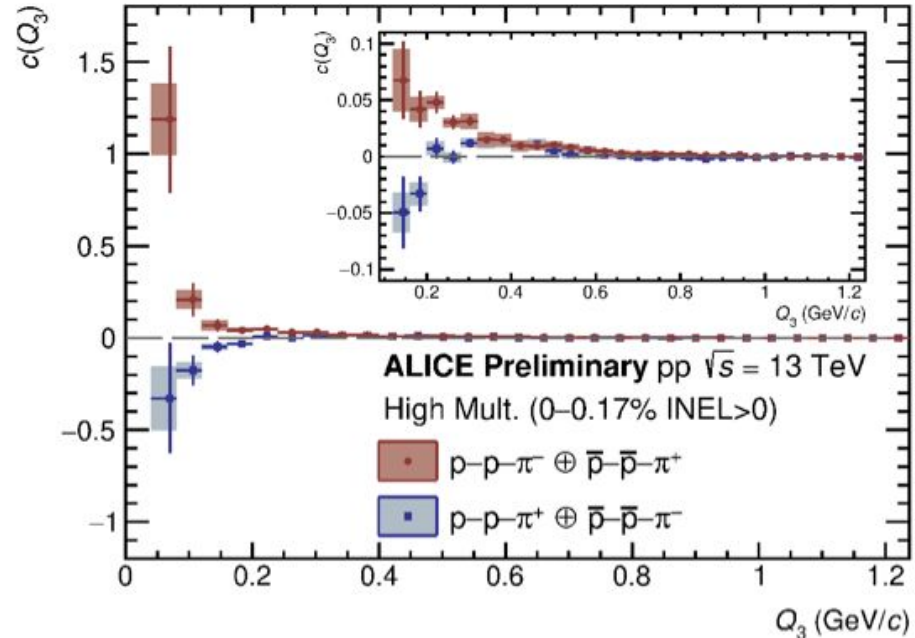 c(Q₃)
1.5
1
0.5
0
−0.5
−1
0 0.2 0.4 0.6 0.8 1 1.2
Q₃ (GeV/c)
c(Q₃)
0.1
0.05
0
−0.05
−0.1
0.2 0.4 0.6 0.8 1 1.2
Q₃ (GeV/c)
ALICE Preliminary pp √s = 13 TeV
High Mult. (0–0.17% INEL>0)
p–p–π⁻ ⊕ p̅–p̅–π⁺
p–p–π⁺ ⊕ p̅–p̅–π⁻